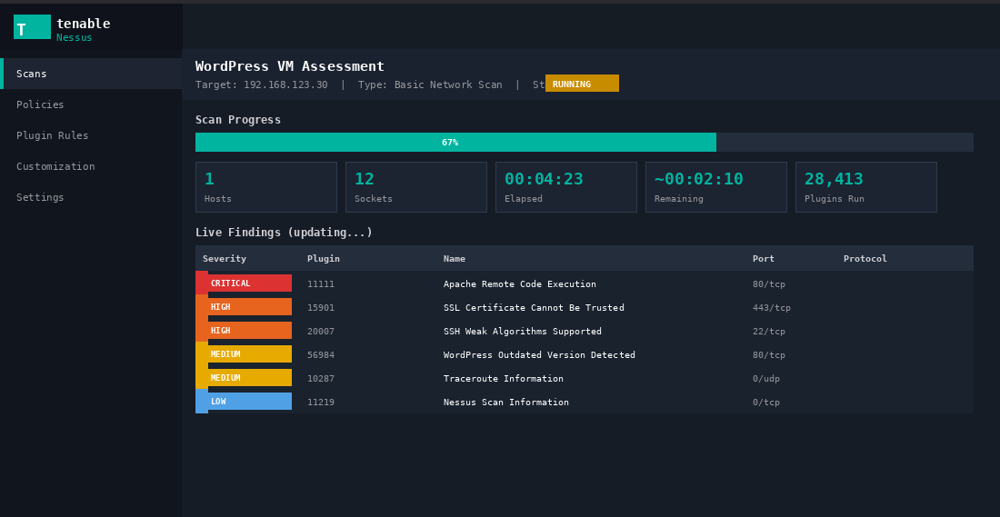 T tenable
Nessus
Scans
Policies
Plugin Rules
Customization
Settings
WordPress VM Assessment
Target: 192.168.123.30 | Type: Basic Network Scan | St RUNNING
Scan Progress
67%
1
Hosts
12
Sockets
00:04:23
Elapsed
~00:02:10
Remaining
28,413
Plugins Run
Live Findings (updating...)
Severity Plugin Name Port Protocol
CRITICAL 11111 Apache Remote Code Execution 80/tcp
HIGH 15901 SSL Certificate Cannot Be Trusted 443/tcp
HIGH 20007 SSH Weak Algorithms Supported 22/tcp
MEDIUM 56984 WordPress Outdated Version Detected 80/tcp
MEDIUM 10287 Traceroute Information 0/udp
LOW 11219 Nessus Scan Information 0/tcp